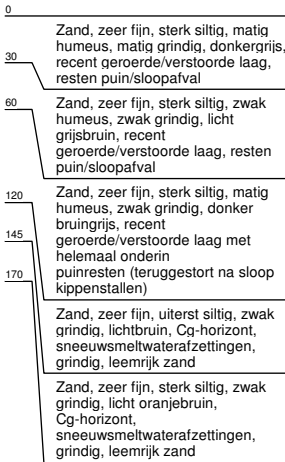 0
Zand, zeer fijn, sterk siltig, matig
humeus, matig grindig, donkergrijs,
recent geroerde/verstoorde laag,
resten puin/sloopafval
30
Zand, zeer fijn, sterk siltig, zwak
humeus, zwak grindig, licht
grijsbruin, recent
geroerde/verstoorde laag, resten
puin/sloopafval
60
Zand, zeer fijn, sterk siltig, matig
humeus, zwak grindig, donker
bruingrijs, recent
geroerde/verstoorde laag met
helemaal onderin
puinresten (teruggestort na sloop
kippenstallen)
120
Zand, zeer fijn, uiterst siltig, zwak
grindig, lichtbruin, Cg-horizont,
sneeuwsmeltwaterafzettingen,
grindig, leemrijk zand
145
Zand, zeer fijn, sterk siltig, zwak
grindig, licht oranjebruin,
Cg-horizont,
sneeuwsmeltwaterafzettingen,
grindig, leemrijk zand
170